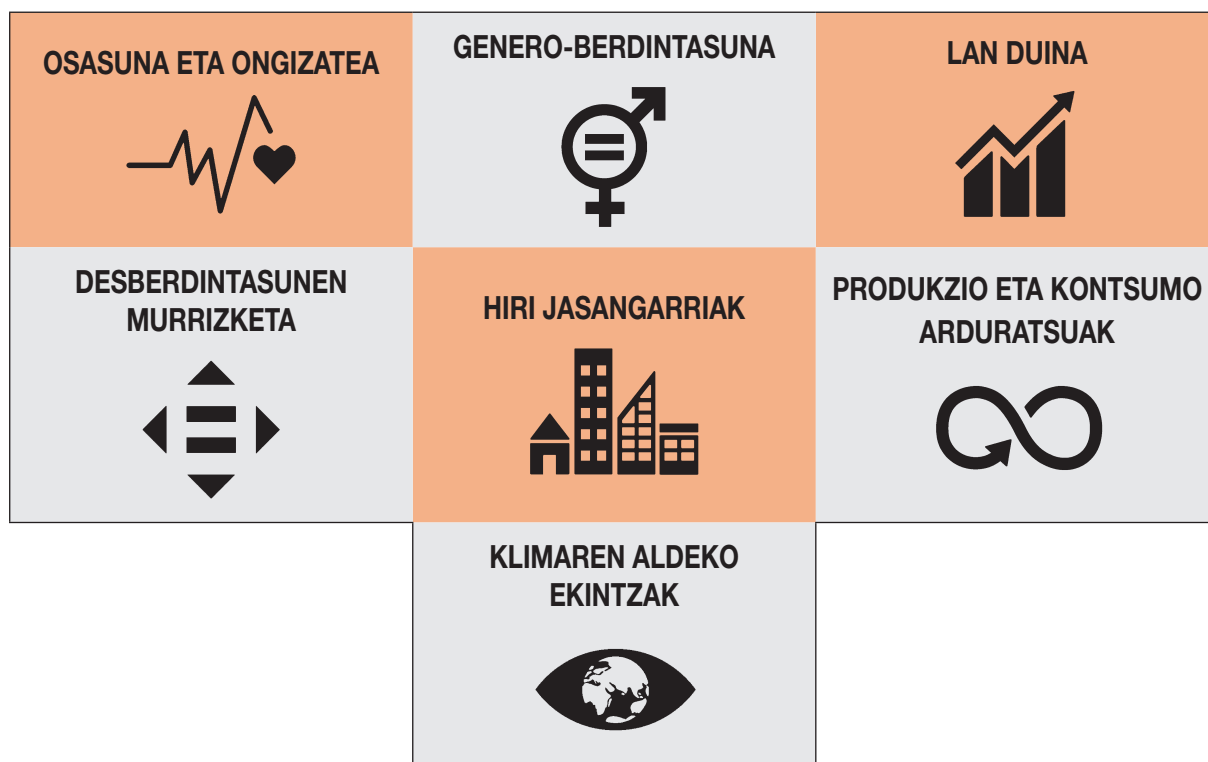 OSASUNA ETA ONGIZATEA
GENERO-BERDINTASUNA
LAN DUINA
DESBERDINTASUNEN
MURRIZKETA
HIRI JASANGARRIAK
PRODUKZIO ETA KONTSUMO
ARDURATSUAK
KLIMAREN ALDEKO
EKINTZAK